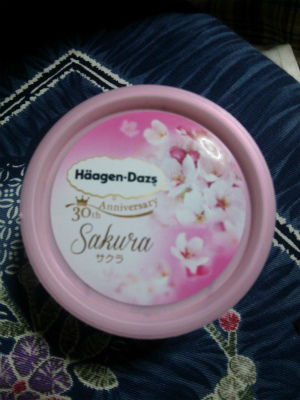 Häagen-Dazs
30th Anniversary
Sakura
サクラ